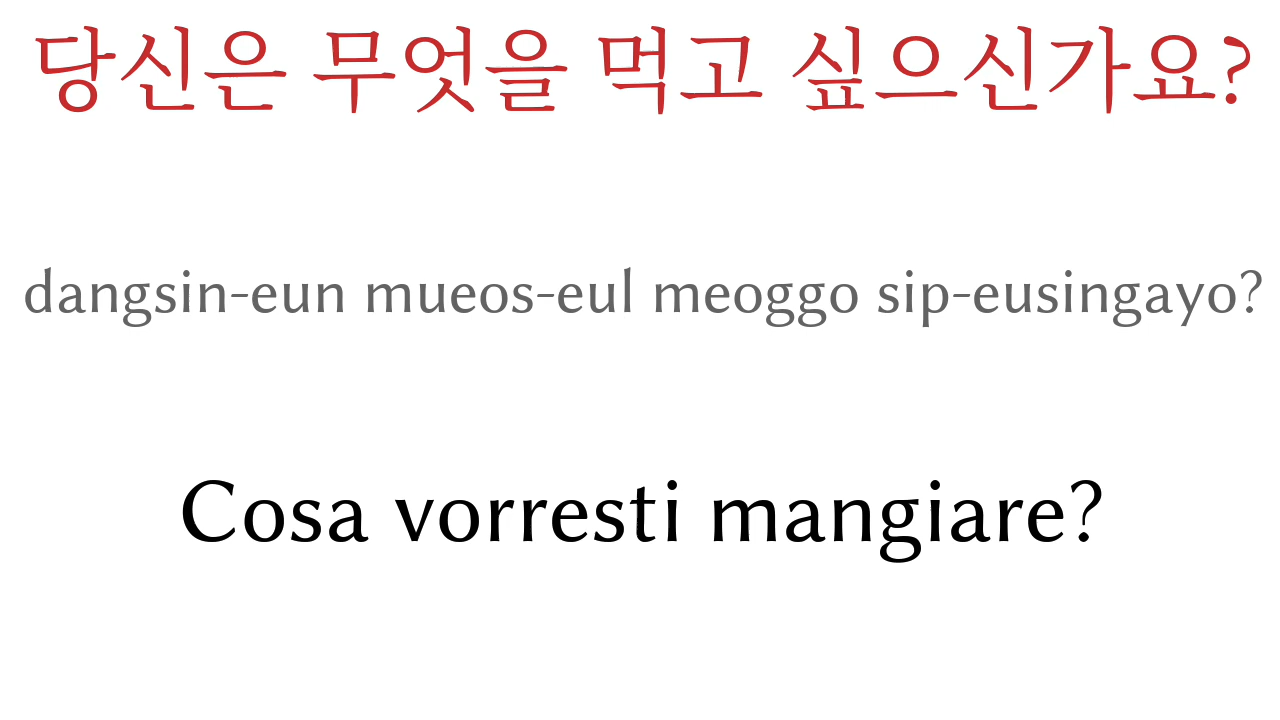 당신은 무엇을 먹고 싶으신가요?
dangsin-eun mueos-eul meoggo sip-eusingayo?
Cosa vorresti mangiare?